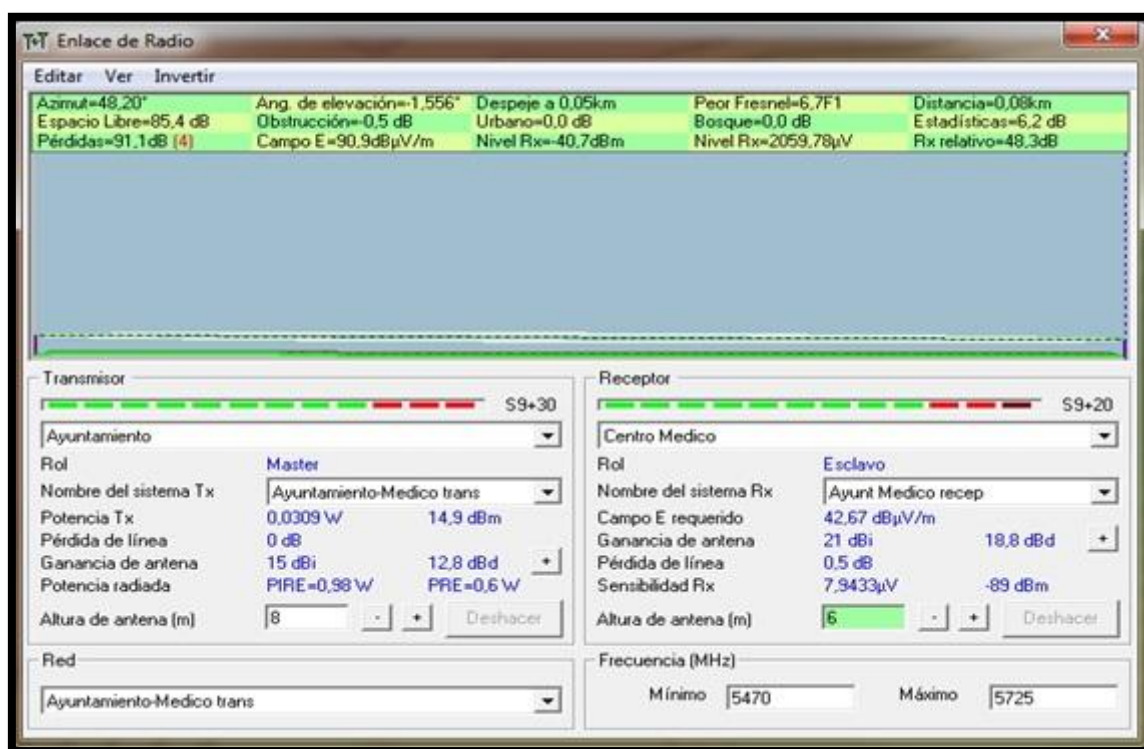 Enlace de Radio
Editar Ver Invertir
Azimut=48,20° Ang. de elevación=-1,556° Despeje a 0,05km Peor Fresnel=6,7F1 Distancia=0,08km
Espacio Libre=85,4 dB Obstrucción=-0,5 dB Urbano=0,0 dB Bosque=0,0 dB Estadísticas=6,2 dB
Pérdidas=91,1dB (4) Campo E=90,9dBµV/m Nivel Rx=-40,7dBm Nivel Rx=2059,78µV Rx relativo=48,3dB
Transmisor Receptor
S9+30 S9+20
Ayuntamiento Centro Medico
Rol Master Rol Esclavo
Nombre del sistema Tx Ayuntamiento-Medico trans Nombre del sistema Rx Ayunt Medico recep
Potencia Tx 0,0309 W 14,9 dBm Campo E requerido 42,67 dBµV/m
Pérdida de línea 0 dB Ganancia de antena 21 dBi 18,8 dBd +
Ganancia de antena 15 dBi 12,8 dBd + Pérdida de línea 0,5 dB
Potencia radiada PIRE=0,98 W PRE=0,6 W Sensibilidad Rx 7,9433µV -89 dBm
Altura de antena (m) 8 - + Deshacer Altura de antena (m) 6 - + Deshacer
Red Frecuencia (MHz)
Ayuntamiento-Medico trans Mínimo 5470 Máximo 5725